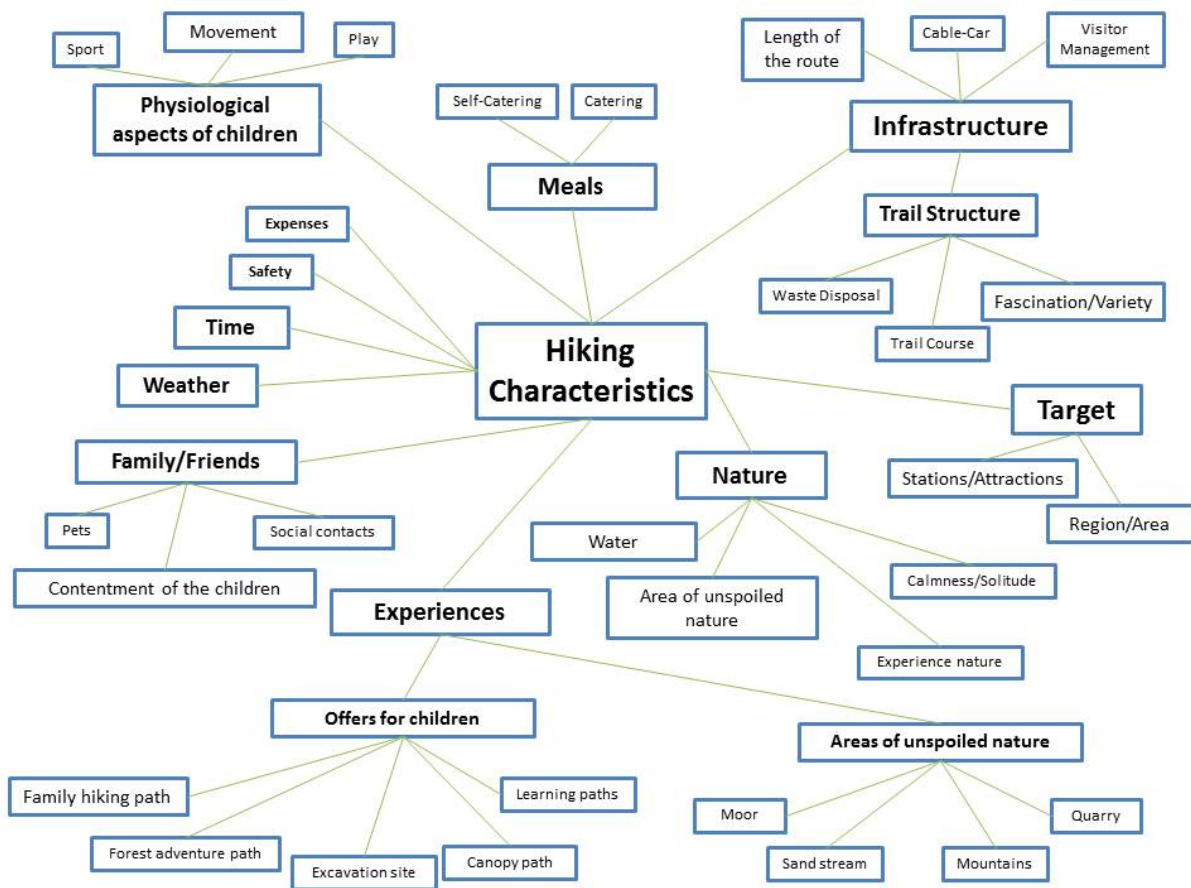 Sport
Movement
Play
Physiological
aspects of children
Self-Catering
Catering
Meals
Length of
the route
Cable-Car
Visitor
Management
Infrastructure
Trail Structure
Waste Disposal
Trail Course
Fascination/Variety
Expenses
Safety
Time
Weather
Hiking
Characteristics
Target
Stations/Attractions
Region/Area
Family/Friends
Pets
Social contacts
Contentment of the children
Nature
Water
Area of unspoiled
nature
Calmness/Solitude
Experience nature
Experiences
Offers for children
Family hiking path
Forest adventure path
Excavation site
Canopy path
Learning paths
Areas of unspoiled nature
Moor
Sand stream
Mountains
Quarry